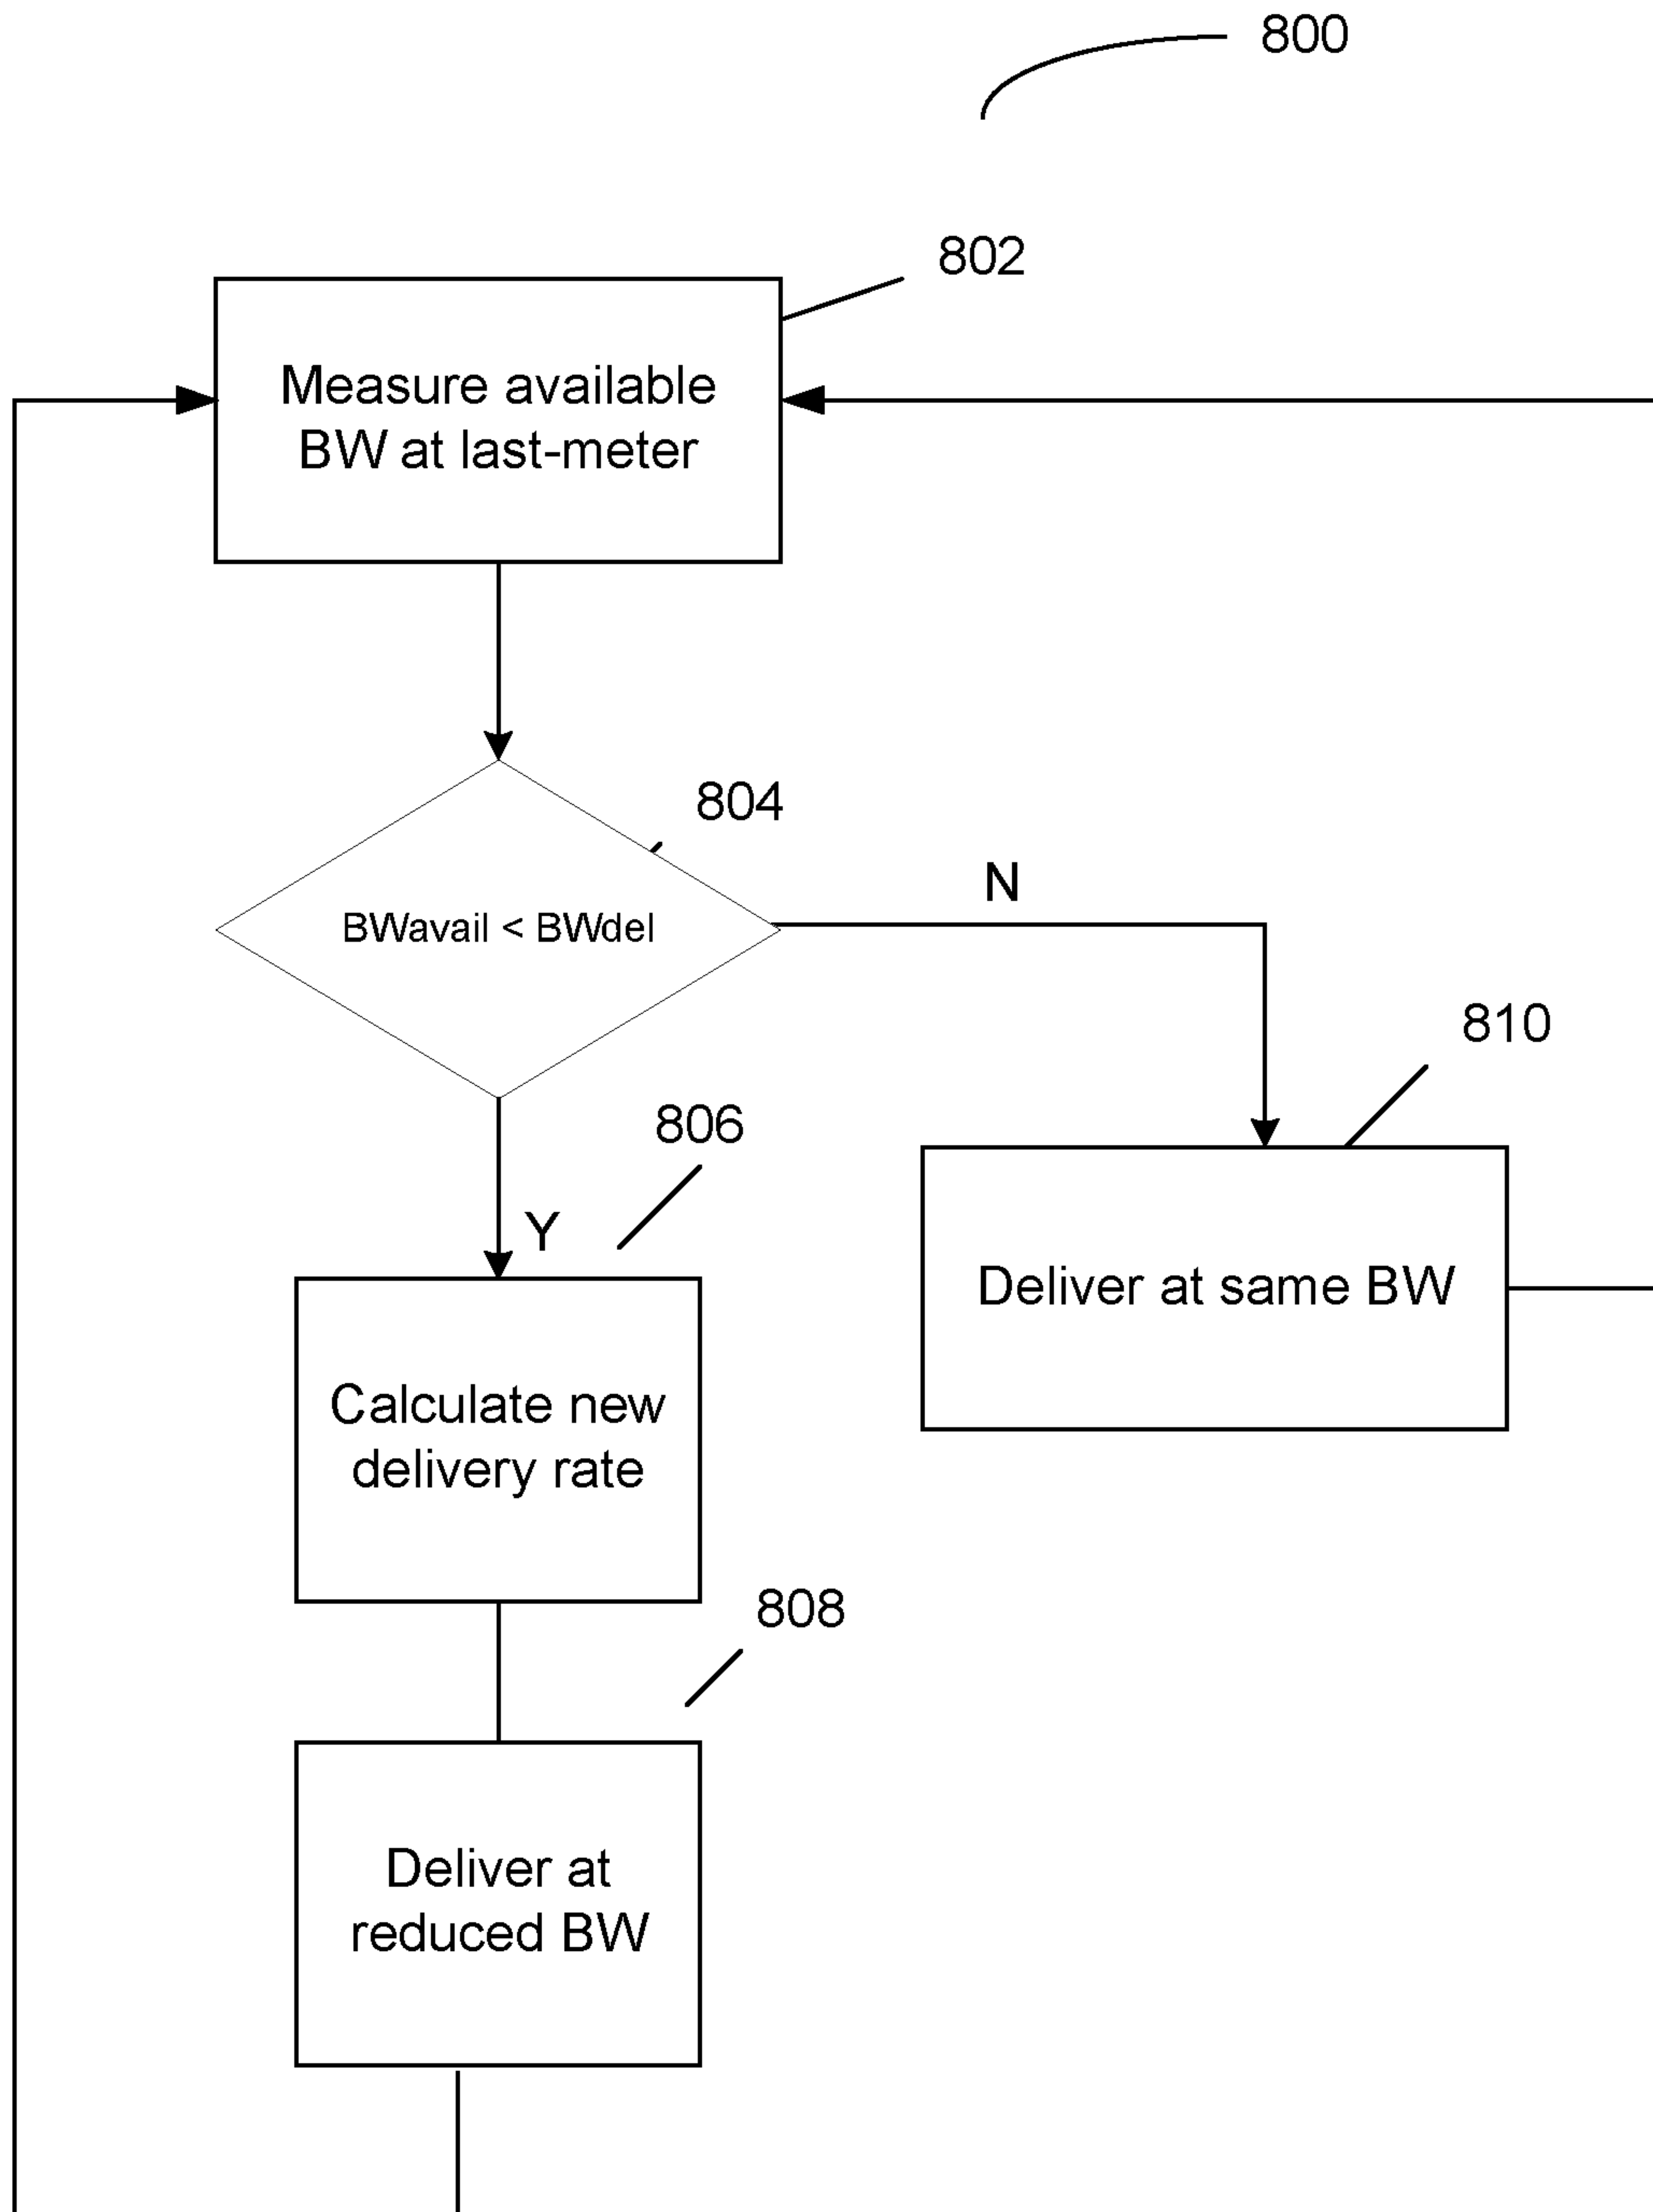 800
802
Measure available
BW at last-meter
804
BWavail < BWdel
N
810
806
Y
Deliver at same BW
Calculate new
delivery rate
808
Deliver at
reduced BW